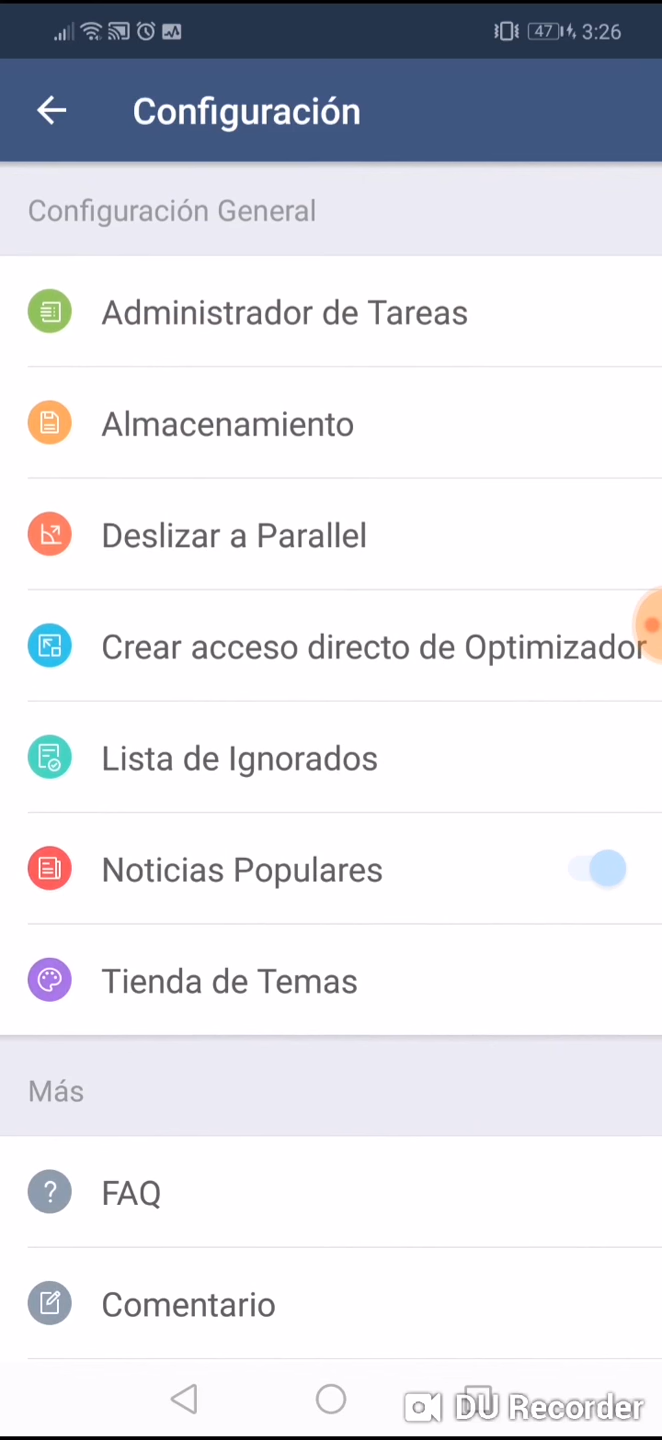 47 3:26
Configuración
Configuración General
Administrador de Tareas
Almacenamiento
Deslizar a Parallel
Crear acceso directo de Optimizador
Lista de Ignorados
Noticias Populares
Tienda de Temas
Más
? FAQ
Comentario
DU Recorder